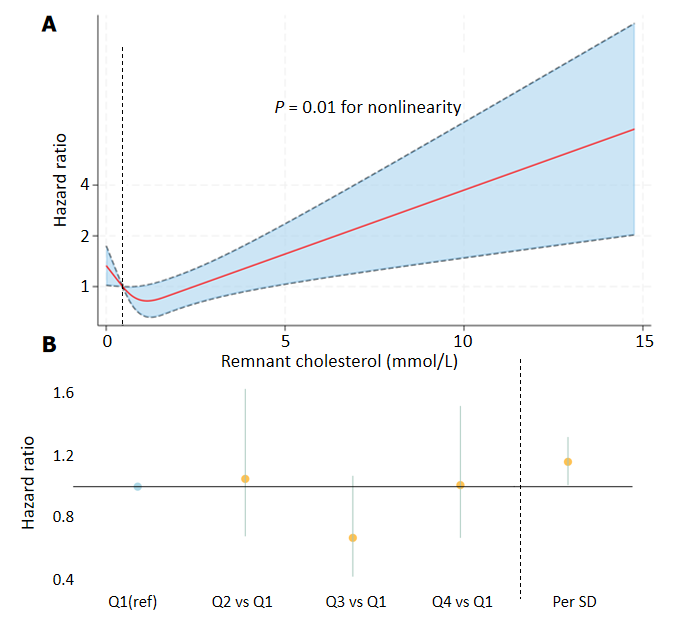 A
P = 0.01 for nonlinearity
Hazard ratio
4
2
1
0 5 10 15
Remnant cholesterol (mmol/L)
B
Hazard ratio
1.6
1.2
0.8
0.4
Q1(ref) Q2 vs Q1 Q3 vs Q1 Q4 vs Q1 Per SD